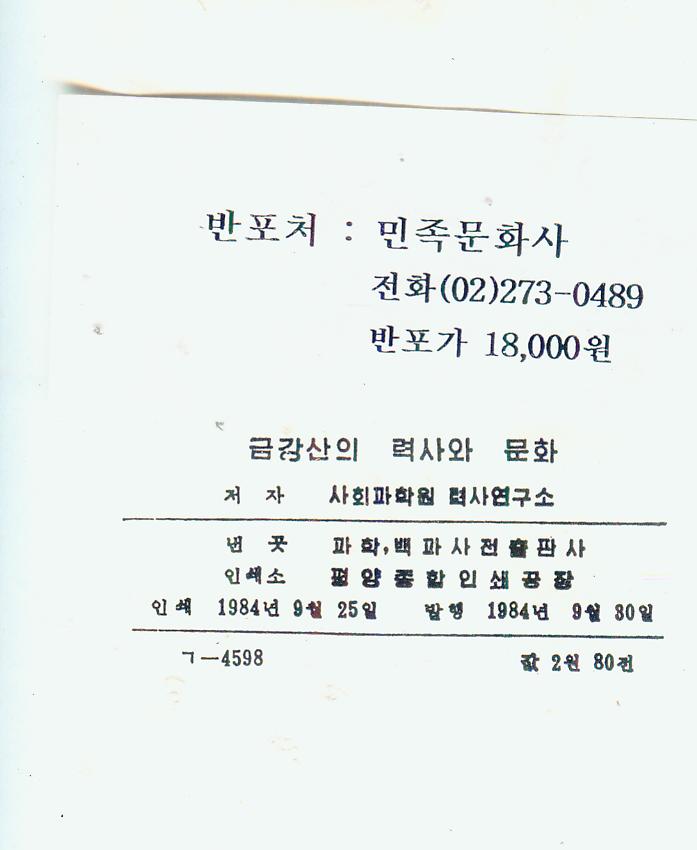 반포처 : 민족문화사
전화(02)273-0489
반포가 18,000원
금강산의 력사와 문화
저 자 사회과학원 력사연구소
낸 곳 과학,백과사전출판사
인쇄소 평양종합인쇄공장
인쇄 1984년 9월 25일 발행 1984년 9월 30일
ㄱ—4598 값 2원 80전